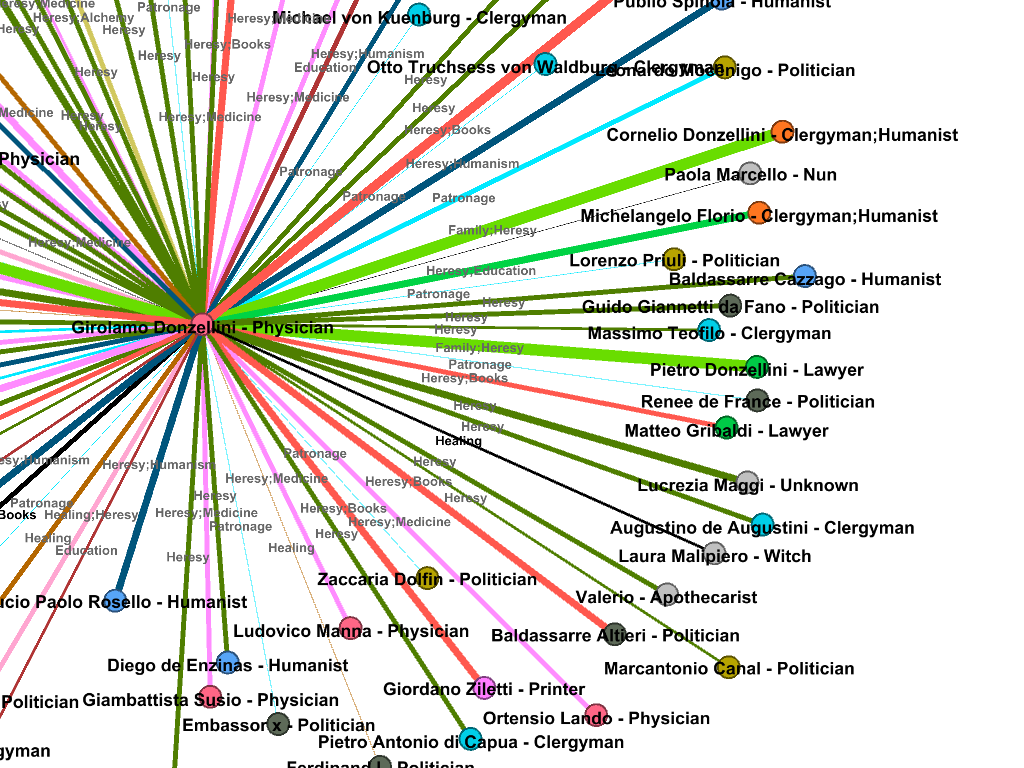 Heresy;Medicine
Patronage
Publio Spinola - Humanist
Heresy;Alchemy
Heresy;Medicine
Michael von Kuenburg - Clergyman
Heresy
Heresy
Heresy;Books
Heresy
Heresy;Humanism
Education
Otto Truchsess von Waldburg - Clergyman
Leonardo Mocenigo - Politician
Heresy
Heresy
Heresy
Heresy;Medicine
Heresy
Medicine
Heresy
Heresy
Heresy;Medicine
Heresy;Books
Cornelio Donzellini - Clergyman;Humanist
Physician
Heresy;Humanism
Patronage
Paola Marcello - Nun
Patronage
Patronage
Michelangelo Florio - Clergyman;Humanist
Family;Heresy
Heresy;Medicine
Lorenzo Priuli - Politician
Heresy;Education
Baldassarre Cazzago - Humanist
Patronage
Heresy
Guido Giannetti da Fano - Politician
Heresy
Girolamo Donzellini - Physician
Heresy
Massimo Teofilo - Clergyman
Family;Heresy
Patronage
Pietro Donzellini - Lawyer
Heresy;Books
Renee de France - Politician
Heresy
Heresy
Matteo Gribaldi - Lawyer
Healing
Patronage
Heresy
esy;Humanism
Heresy;Humanism
Heresy;Medicine
Heresy;Books
Lucrezia Maggi - Unknown
Heresy
Heresy
Patronage
Books
Healing;Heresy
Heresy;Medicine
Heresy;Books
Heresy;Medicine
Patronage
Augustino de Augustini - Clergyman
Healing
Heresy
Education
Healing
Heresy
Laura Malipiero - Witch
Zaccaria Dolfin - Politician
Valerio - Apothecarist
ucio Paolo Rosello - Humanist
Ludovico Manna - Physician
Baldassarre Altieri - Politician
Diego de Enzinas - Humanist
Marcantonio Canal - Politician
Giordano Ziletti - Printer
Politician
Giambattista Susio - Physician
Ortensio Lando - Physician
Embassor x - Politician
Pietro Antonio di Capua - Clergyman
gyman
Ferdinand I - Politician